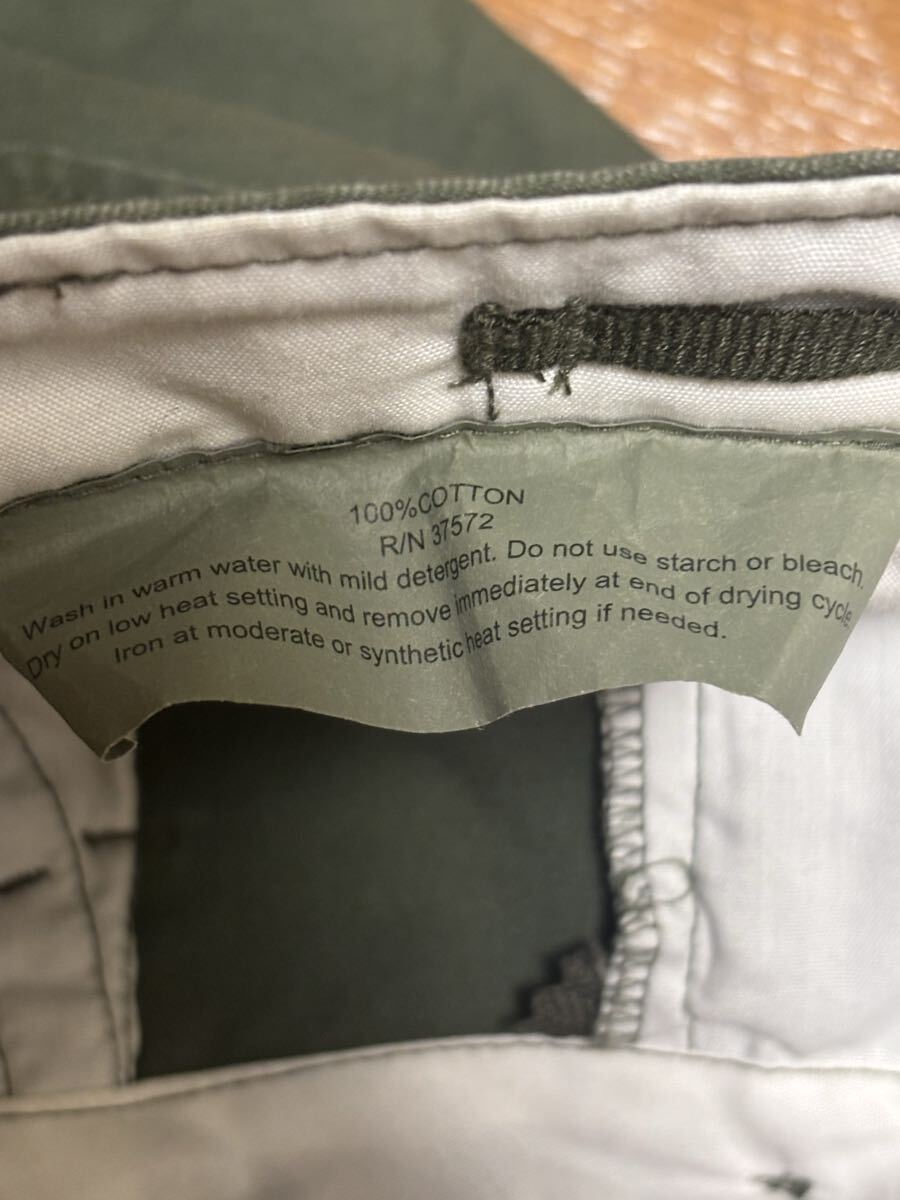 100%COTTON
R/N 37572
Wash in warm water with mild detergent. Do not use starch or bleach.
Dry on low heat setting and remove immediately at end of drying cycle.
Iron at moderate or synthetic heat setting if needed.